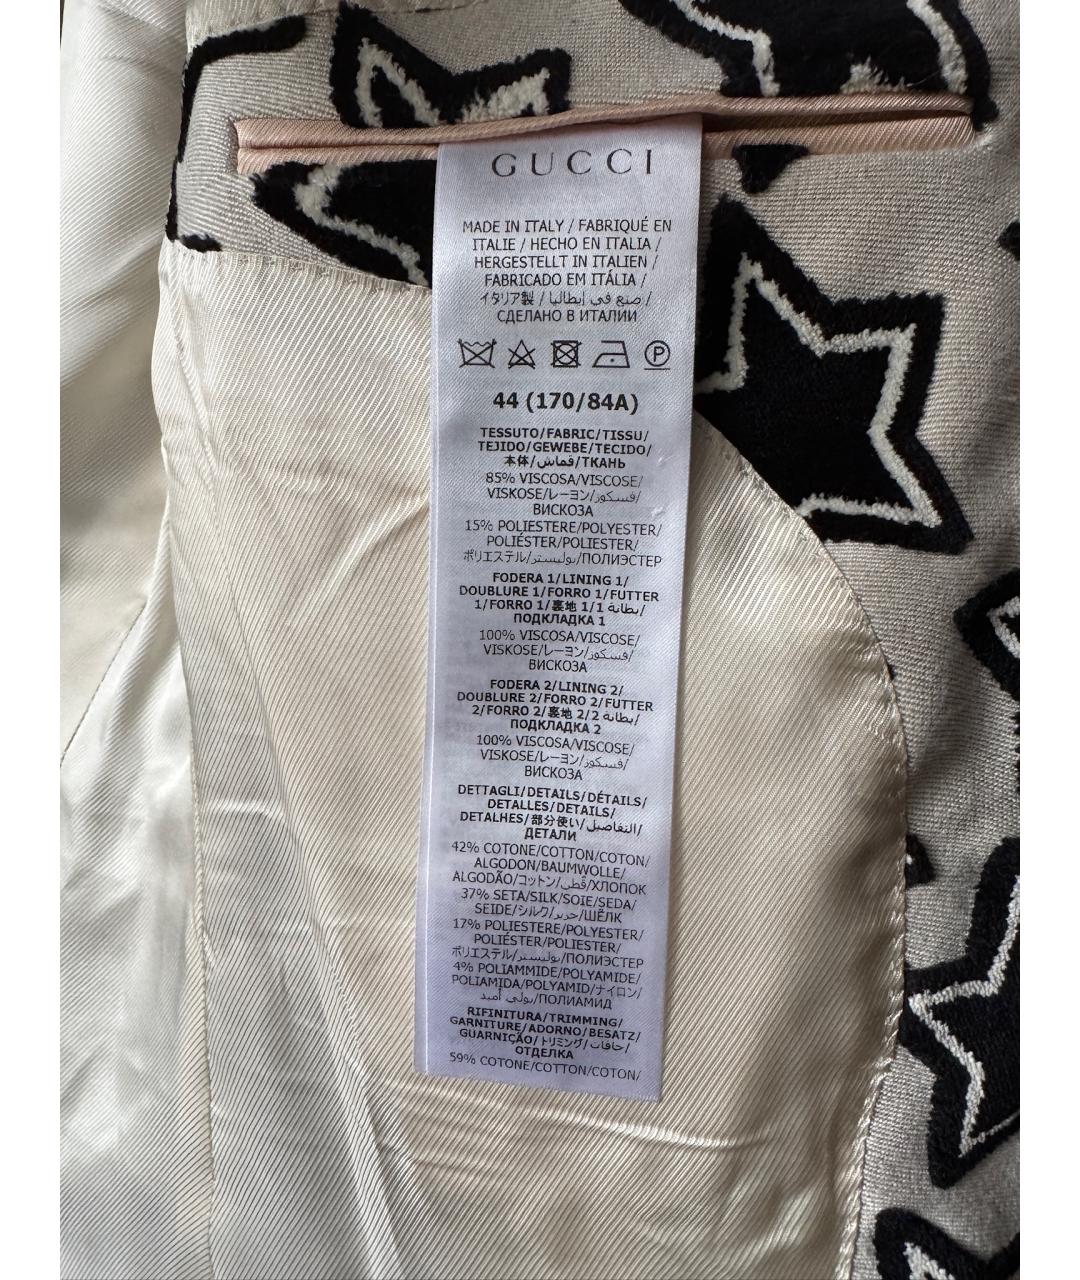 GUCCI
MADE IN ITALY / FABRIQUÉ EN
ITALIE / HECHO EN ITALIA /
HERGESTELLT IN ITALIEN /
FABRICADO EM ITÁLIA /
イタリア製 / صنع في إيطاليا /
СДЕЛАНО В ИТАЛИИ
P
44 (170/84A)
TESSUTO/FABRIC/TISSU/
TEJIDO/GEWEBE/TECIDO/
本体/قماش/ТКАНЬ
85% VISCOSA/VISCOSE/
VISKOSE/レーヨン/فسكوز/
ВИСКОЗА
15% POLIESTERE/POLYESTER/
POLIÉSTER/POLIESTER/
ポリエステル/بوليستر/ПОЛИЭСТЕР
FODERA 1/LINING 1/
DOUBLURE 1/FORRO 1/FUTTER
1/FORRO 1/裏地 1/بطانة 1/
ПОДКЛАДКА 1
100% VISCOSA/VISCOSE/
VISKOSE/レーヨン/فسكوز/
ВИСКОЗА
FODERA 2/LINING 2/
DOUBLURE 2/FORRO 2/FUTTER
2/FORRO 2/裏地 2/بطانة 2/
ПОДКЛАДКА 2
100% VISCOSA/VISCOSE/
VISKOSE/レーヨン/فسكوز/
ВИСКОЗА
DETTAGLI/DETAILS/DÉTAILS/
DETALLES/DETAILS/
DETALHES/部分使い/التفاصيل/
ДЕТАЛИ
42% COTONE/COTTON/COTON/
ALGODON/BAUMWOLLE/
ALGODÃO/コットン/قطن/ХЛОПОК
37% SETA/SILK/SOIE/SEDA/
SEIDE/シルク/حرير/ШЁЛК
17% POLIESTERE/POLYESTER/
POLIÉSTER/POLIESTER/
ポリエステル/بوليستر/ПОЛИЭСТЕР
4% POLIAMMIDE/POLYAMIDE/
POLIAMIDA/POLYAMID/ナイロン/
بولي أميد/ПОЛИАМИД
RIFINITURA/TRIMMING/
GARNITURE/ADORNO/BESATZ/
GUARNIÇÃO/トリミング/حافات/
ОТДЕЛКА
59% COTONE/COTTON/COTON/